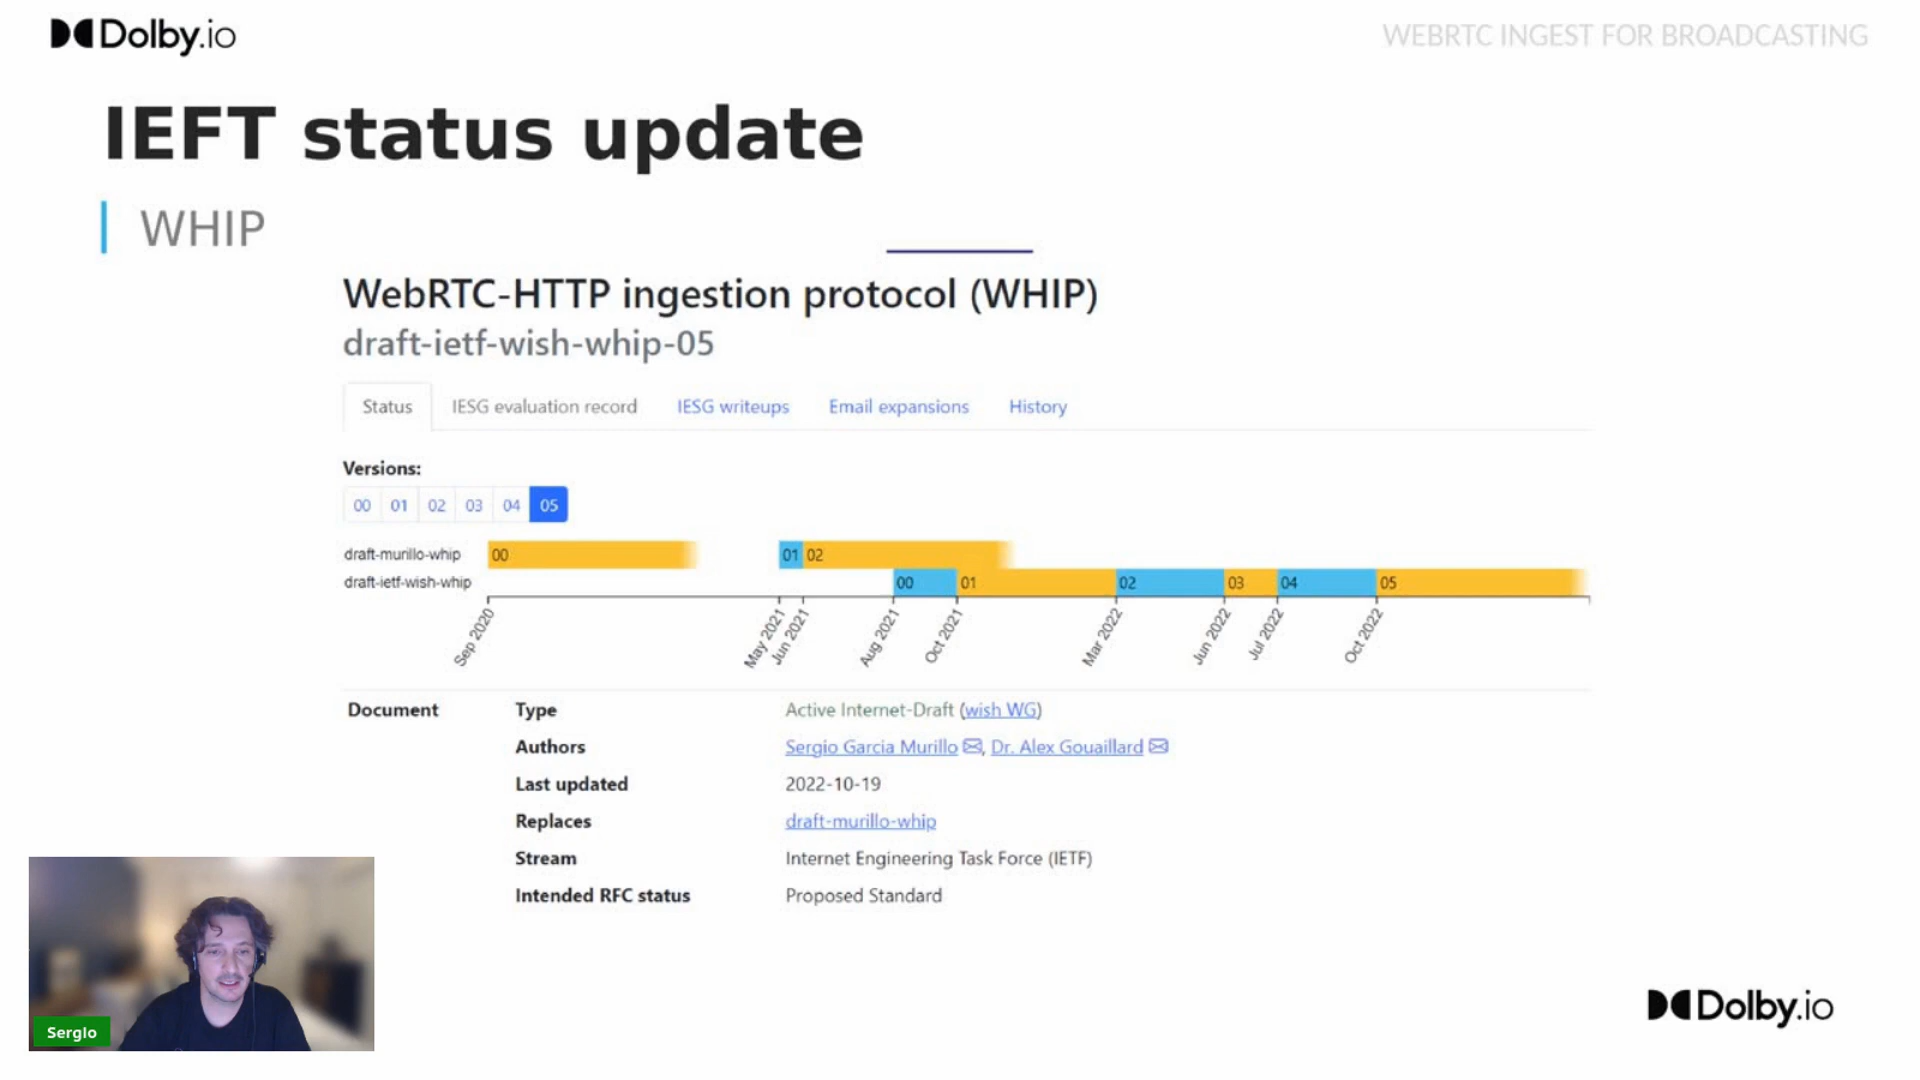 Dolby.io
WEBRTC INGEST FOR BROADCASTING
IEFT status update
WHIP
WebRTC-HTTP ingestion protocol (WHIP)
draft-ietf-wish-whip-05
Status IESG evaluation record IESG writeups Email expansions History
Versions:
00 01 02 03 04 05
draft-murillo-whip 00 01 02
draft-ietf-wish-whip 00 01 02 03 04 05
Sep 2020 May 2021 Jun 2021 Aug 2021 Oct 2021 Mar 2022 Jun 2022 Jul 2022 Oct 2022
Document Type Active Internet-Draft (wish WG)
Authors Sergio Garcia Murillo, Dr. Alex Gouaillard
Last updated 2022-10-19
Replaces draft-murillo-whip
Stream Internet Engineering Task Force (IETF)
Intended RFC status Proposed Standard
Sergio
Dolby.io